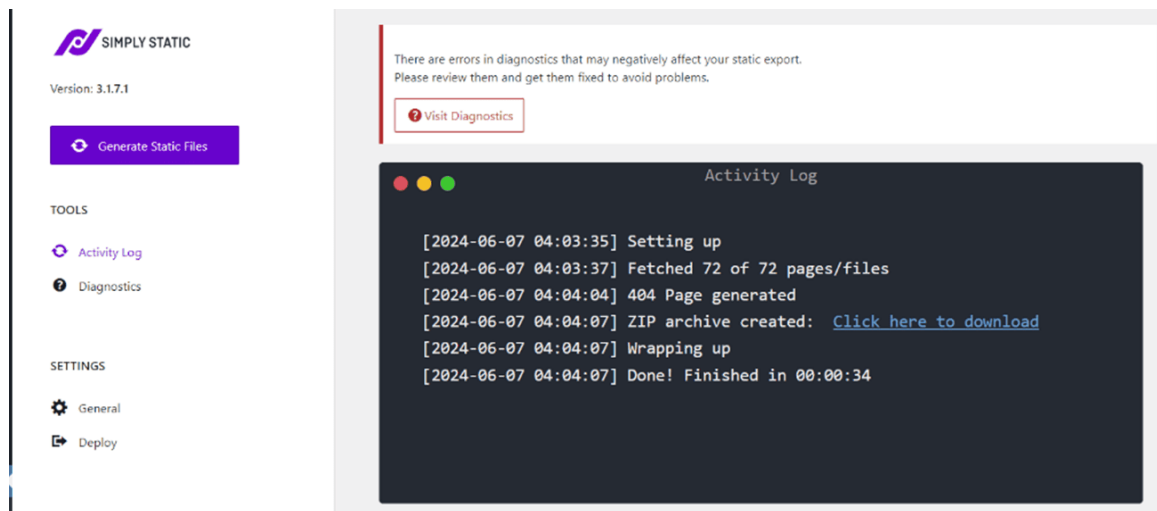 SIMPLY STATIC
Version: 3.1.7.1
Generate Static Files
TOOLS
Activity Log
Diagnostics
SETTINGS
General
Deploy
There are errors in diagnostics that may negatively affect your static export.
Please review them and get them fixed to avoid problems.
Visit Diagnostics
Activity Log
[2024-06-07 04:03:35] Setting up
[2024-06-07 04:03:37] Fetched 72 of 72 pages/files
[2024-06-07 04:04:04] 404 Page generated
[2024-06-07 04:04:07] ZIP archive created: Click here to download
[2024-06-07 04:04:07] Wrapping up
[2024-06-07 04:04:07] Done! Finished in 00:00:34